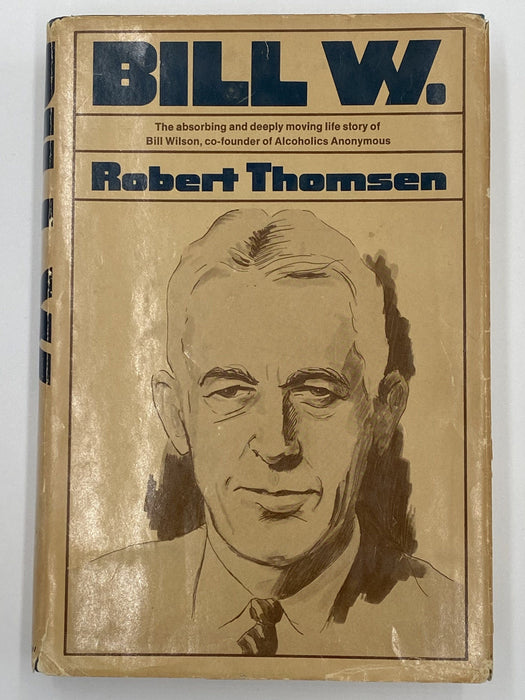 BILL W.
The absorbing and deeply moving life story of
Bill Wilson, co-founder of Alcoholics Anonymous
Robert Thomsen